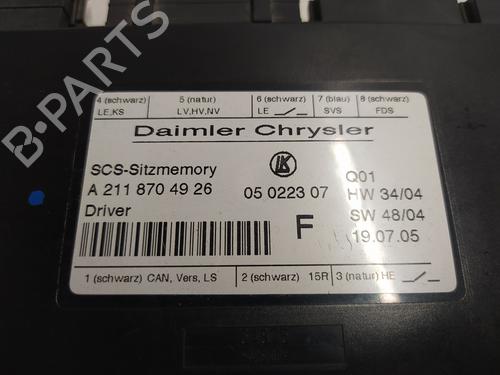 4 (schwarz) 5 (natur) 6 (schwarz) 7 (blau) 8 (schwarz)
LE,KS LV,HV,NV LE SVS FDS
Daimler Chrysler
SCS-Sitzmemory
A 211 870 49 26 05 0223 07
Driver
F
Q01
HW 34/04
SW 48/04
19.07.05
1 (schwarz) CAN, Vers, LS 2 (schwarz) 15R 3 (natur) HE
B-PARTS